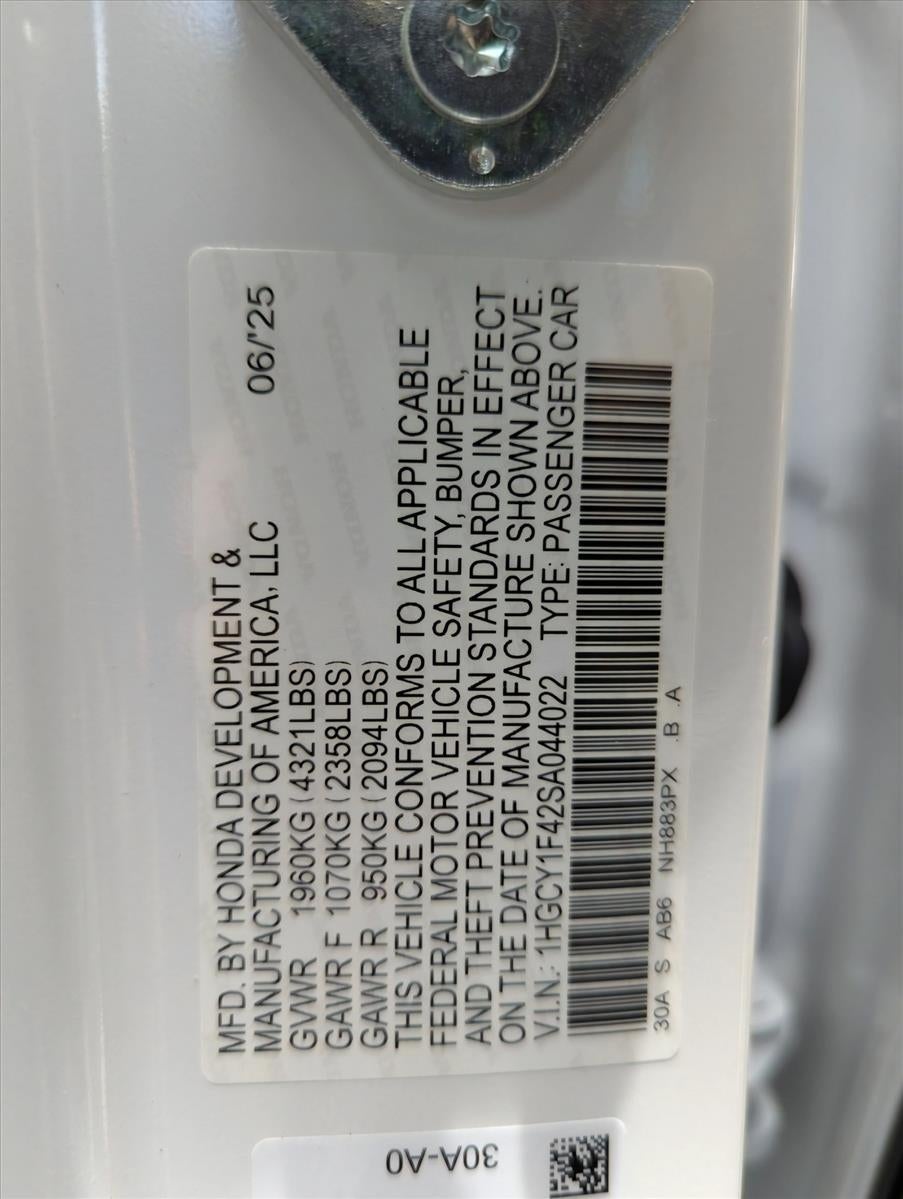 MFD. BY HONDA DEVELOPMENT &
MANUFACTURING OF AMERICA, LLC 06/'25
GVWR 1960KG (4321LBS)
GAWR F 1070KG (2358LBS)
GAWR R 950KG (2094LBS)
THIS VEHICLE CONFORMS TO ALL APPLICABLE
FEDERAL MOTOR VEHICLE SAFETY, BUMPER,
AND THEFT PREVENTION STANDARDS IN EFFECT
ON THE DATE OF MANUFACTURE SHOWN ABOVE.
V.I.N.: 1HGCY1F42SA044022 TYPE: PASSENGER CAR
30A S AB6 NH883PX .B .A
30A-A0